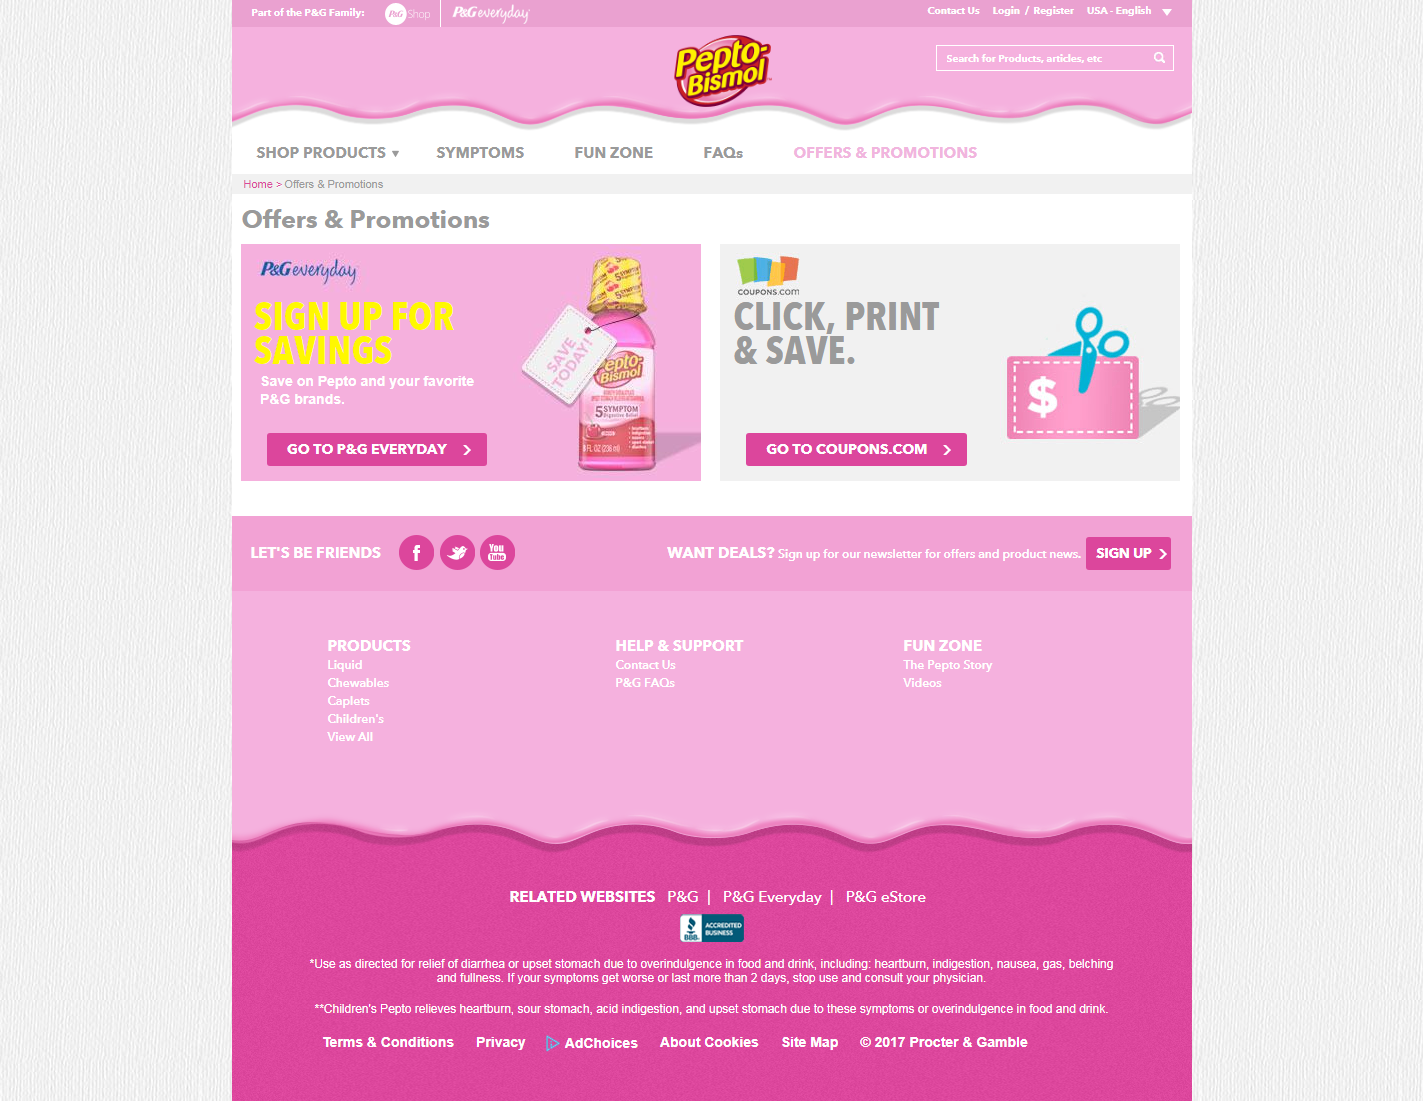 Part of the P&G Family:
P&G Shop
P&G everyday
Contact Us
Login / Register
USA - English
Pepto-
Bismol
Search for Products, articles, etc
SHOP PRODUCTS
SYMPTOMS
FUN ZONE
FAQs
OFFERS & PROMOTIONS
Home > Offers & Promotions
Offers & Promotions
P&G everyday
SIGN UP FOR
SAVINGS
Save on Pepto and your favorite
P&G brands.
GO TO P&G EVERYDAY
SAVE
TODAY!
Pepto-
Bismol
5 SYMPTOM
Digestive Relief
8 FL OZ (236 ml)
COUPONS.com
CLICK, PRINT
& SAVE.
$
GO TO COUPONS.COM
LET'S BE FRIENDS
f
You
Tube
WANT DEALS? Sign up for our newsletter for offers and product news.
SIGN UP
PRODUCTS
Liquid
Chewables
Caplets
Children's
View All
HELP & SUPPORT
Contact Us
P&G FAQs
FUN ZONE
The Pepto Story
Videos
RELATED WEBSITES P&G | P&G Everyday | P&G eStore
BBB
ACCREDITED
BUSINESS
*Use as directed for relief of diarrhea or upset stomach due to overindulgence in food and drink, including: heartburn, indigestion, nausea, gas, belching
and fullness. If your symptoms get worse or last more than 2 days, stop use and consult your physician.
**Children's Pepto relieves heartburn, sour stomach, acid indigestion, and upset stomach due to these symptoms or overindulgence in food and drink.
Terms & Conditions
Privacy
AdChoices
About Cookies
Site Map
© 2017 Procter & Gamble